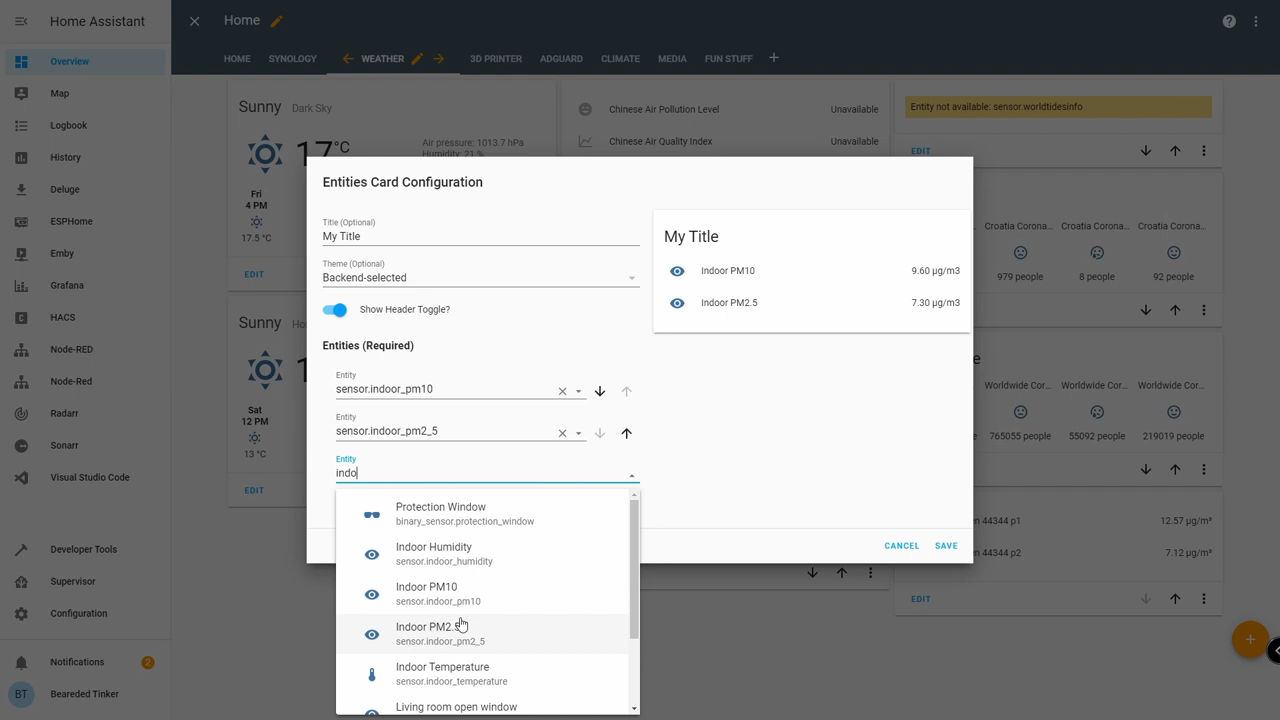 Home Assistant
Overview
Map
Logbook
History
Deluge
ESPHome
Emby
Grafana
HACS
Node-RED
Node-Red
Radarr
Sonarr
Visual Studio Code
Developer Tools
Supervisor
Configuration
Notifications 2
BT Bearded Tinker
Home
HOME SYNOLOGY WEATHER 3D PRINTER ADGUARD CLIMATE MEDIA FUN STUFF
Sunny Dark Sky
17 °C
Air pressure: 1013.7 hPa
Humidity: 21 %
Fri
4 PM
17.5 °C
EDIT
Sunny
Sat
12 PM
13 °C
EDIT
Chinese Air Pollution Level Unavailable
Chinese Air Quality Index Unavailable
Entity not available: sensor.worldtidesinfo
EDIT
Croatia Corona... Croatia Corona...
979 people 8 people 92 people
Worldwide Cor... Worldwide Cor...
765055 people 55092 people 219019 people
44344 p1 12.57 µg/m³
44344 p2 7.12 µg/m³
EDIT
Entities Card Configuration
Title (Optional)
My Title
Theme (Optional)
Backend-selected
Show Header Toggle?
Entities (Required)
Entity
sensor.indoor_pm10
Entity
sensor.indoor_pm2_5
Entity
indo
Protection Window
binary_sensor.protection_window
Indoor Humidity
sensor.indoor_humidity
Indoor PM10
sensor.indoor_pm10
Indoor PM2.5
sensor.indoor_pm2_5
Indoor Temperature
sensor.indoor_temperature
Living room open window
My Title
Indoor PM10 9.60 µg/m3
Indoor PM2.5 7.30 µg/m3
CANCEL SAVE